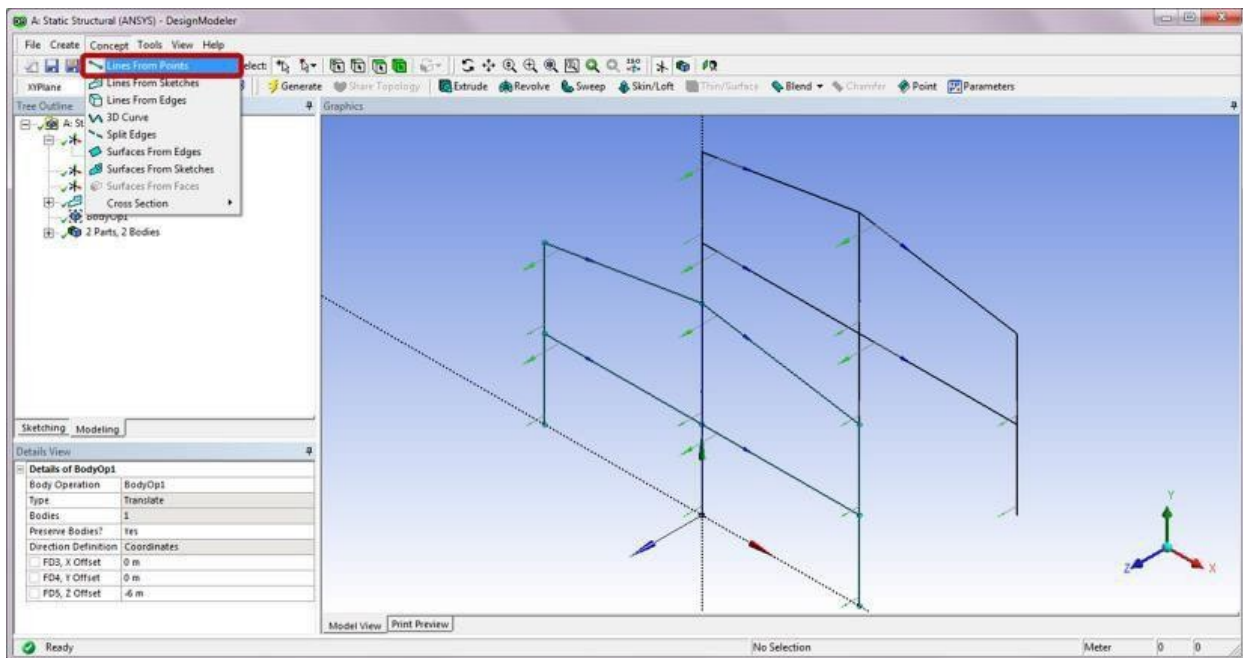 A: Static Structural (ANSYS) - DesignModeler
File Create Concept Tools View Help
Lines From Points
Lines From Sketches
Lines From Edges
3D Curve
Split Edges
Surfaces From Edges
Surfaces From Sketches
Surfaces From Faces
Cross Section
elect:
XYPlane
Generate Share Topology Extrude Revolve Sweep Skin/Loft Thin/Surface Blend Chamfer Point Parameters
Tree Outline
Graphics
A: St
BodyOp1
2 Parts, 2 Bodies
Sketching Modeling
Details View
Details of BodyOp1
Body Operation BodyOp1
Type Translate
Bodies 1
Preserve Bodies? Yes
Direction Definition Coordinates
FD3, X Offset 0 m
FD4, Y Offset 0 m
FD5, Z Offset -6 m
Y
Z
X
Model View Print Preview
Ready
No Selection
Meter 0 0